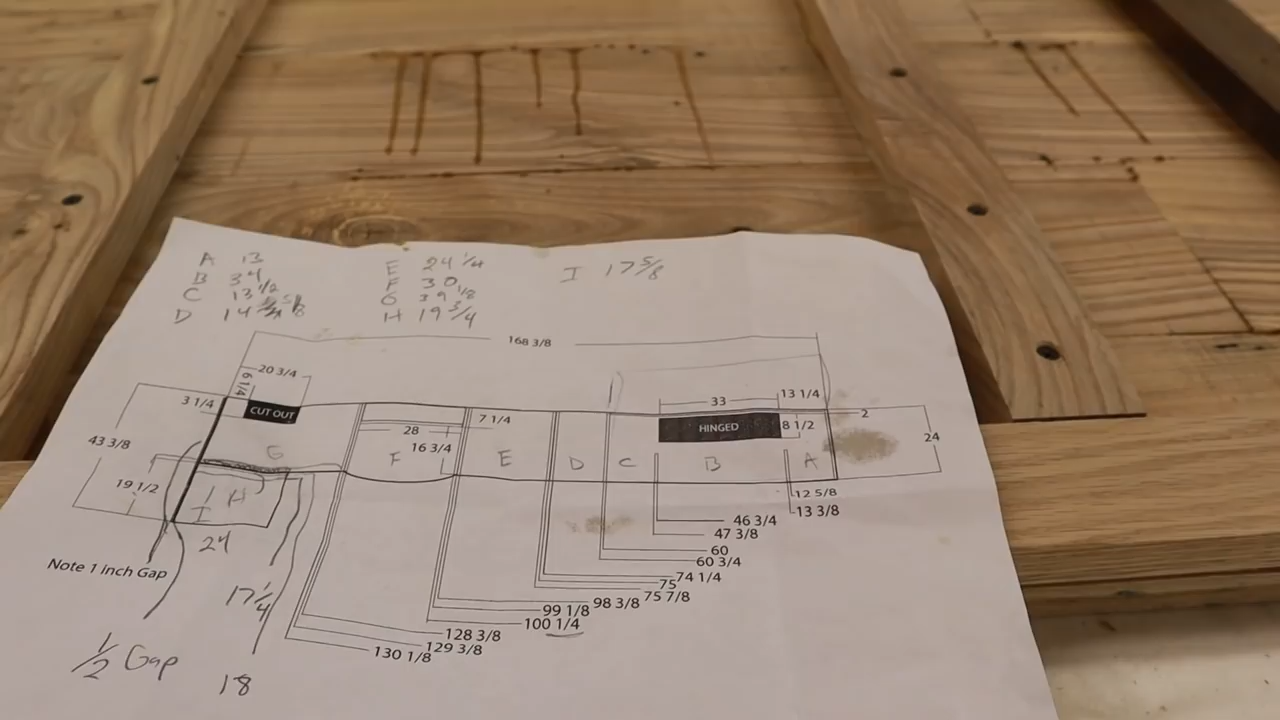 A 13
B 34
C 13 1/2
D 14 5/8
E 24 1/4
F 30
G 39 1/8
H 19 3/4
I 17 5/8
168 3/8
20 3/4
6 1/4
3 1/4
CUT OUT
7 1/4
33
13 1/4
HINGED
8 1/2
2
28
16 3/4
43 3/8
24
G
F
E
D
C
B
A
19 1/2
H
I
12 5/8
13 3/8
46 3/4
47 3/8
24
60
60 3/4
Note 1 inch Gap
74 1/4
75
75 7/8
17 1/4
98 3/8
99 1/8
100 1/4
128 3/8
129 3/8
130 1/8
1/2 Gap
18